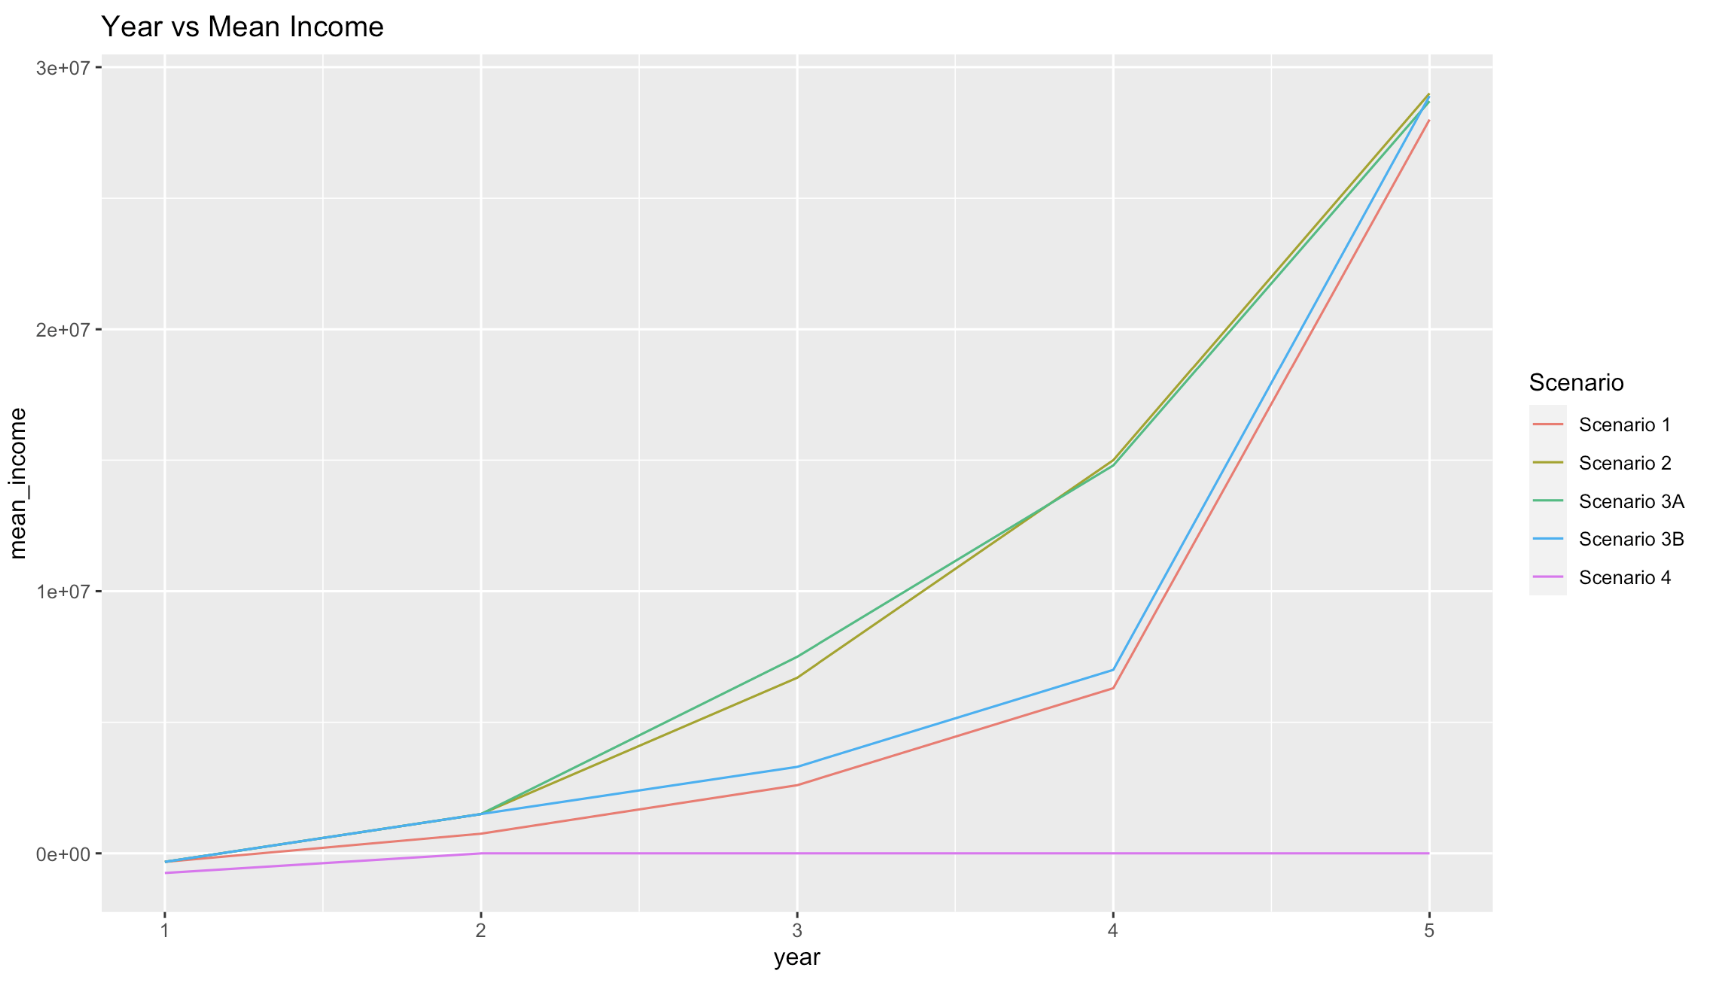 Year vs Mean Income
3e+07
2e+07
1e+07
0e+00
mean_income
1 2 3 4 5
year
Scenario
Scenario 1
Scenario 2
Scenario 3A
Scenario 3B
Scenario 4